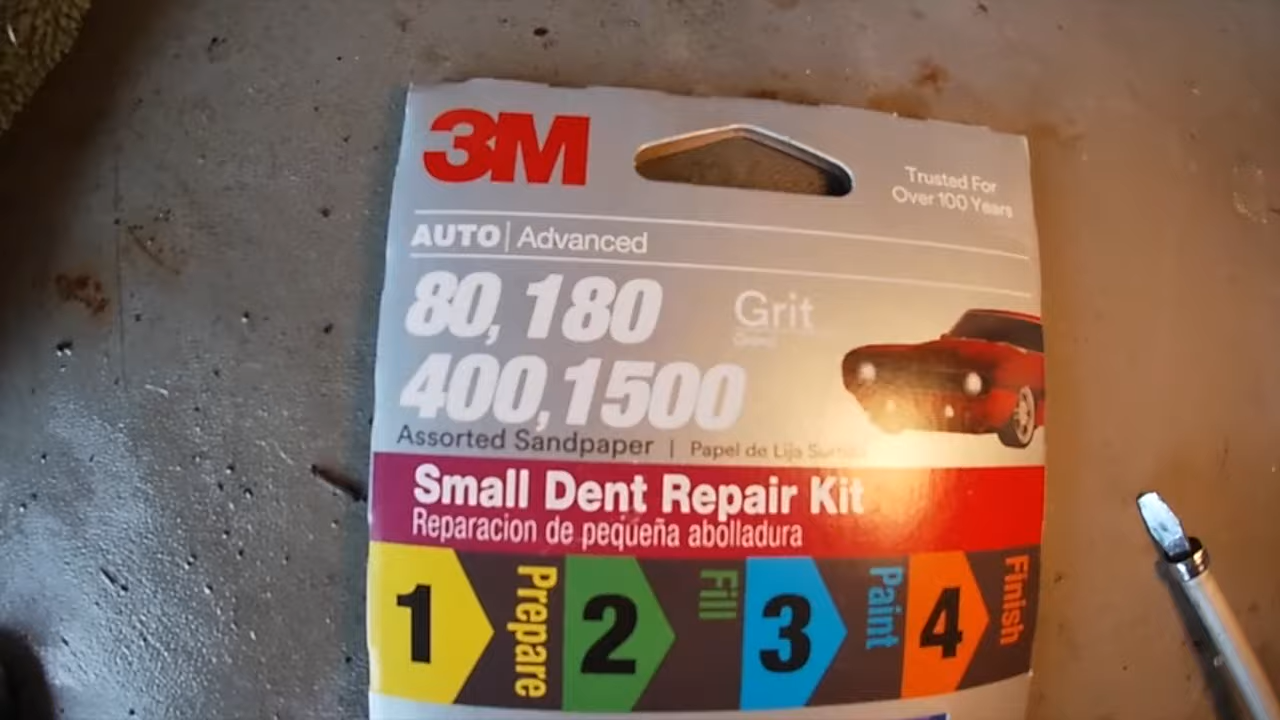 3M
Trusted For
Over 100 Years
AUTO | Advanced
80, 180
Grit
400, 1500
Assorted Sandpaper | Papel de Lija
Small Dent Repair Kit
Reparacion de pequeña abolladura
1 Prepare 2 Fill 3 Paint 4 Finish